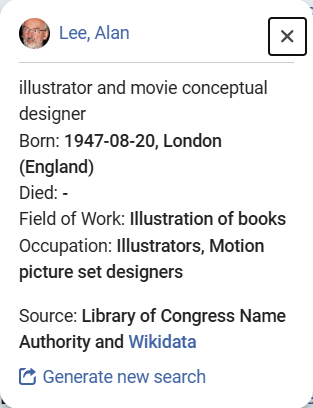 Lee, Alan
illustrator and movie conceptual
designer
Born: 1947-08-20, London
(England)
Died: -
Field of Work: Illustration of books
Occupation: Illustrators, Motion
picture set designers
Source: Library of Congress Name
Authority and Wikidata
Generate new search